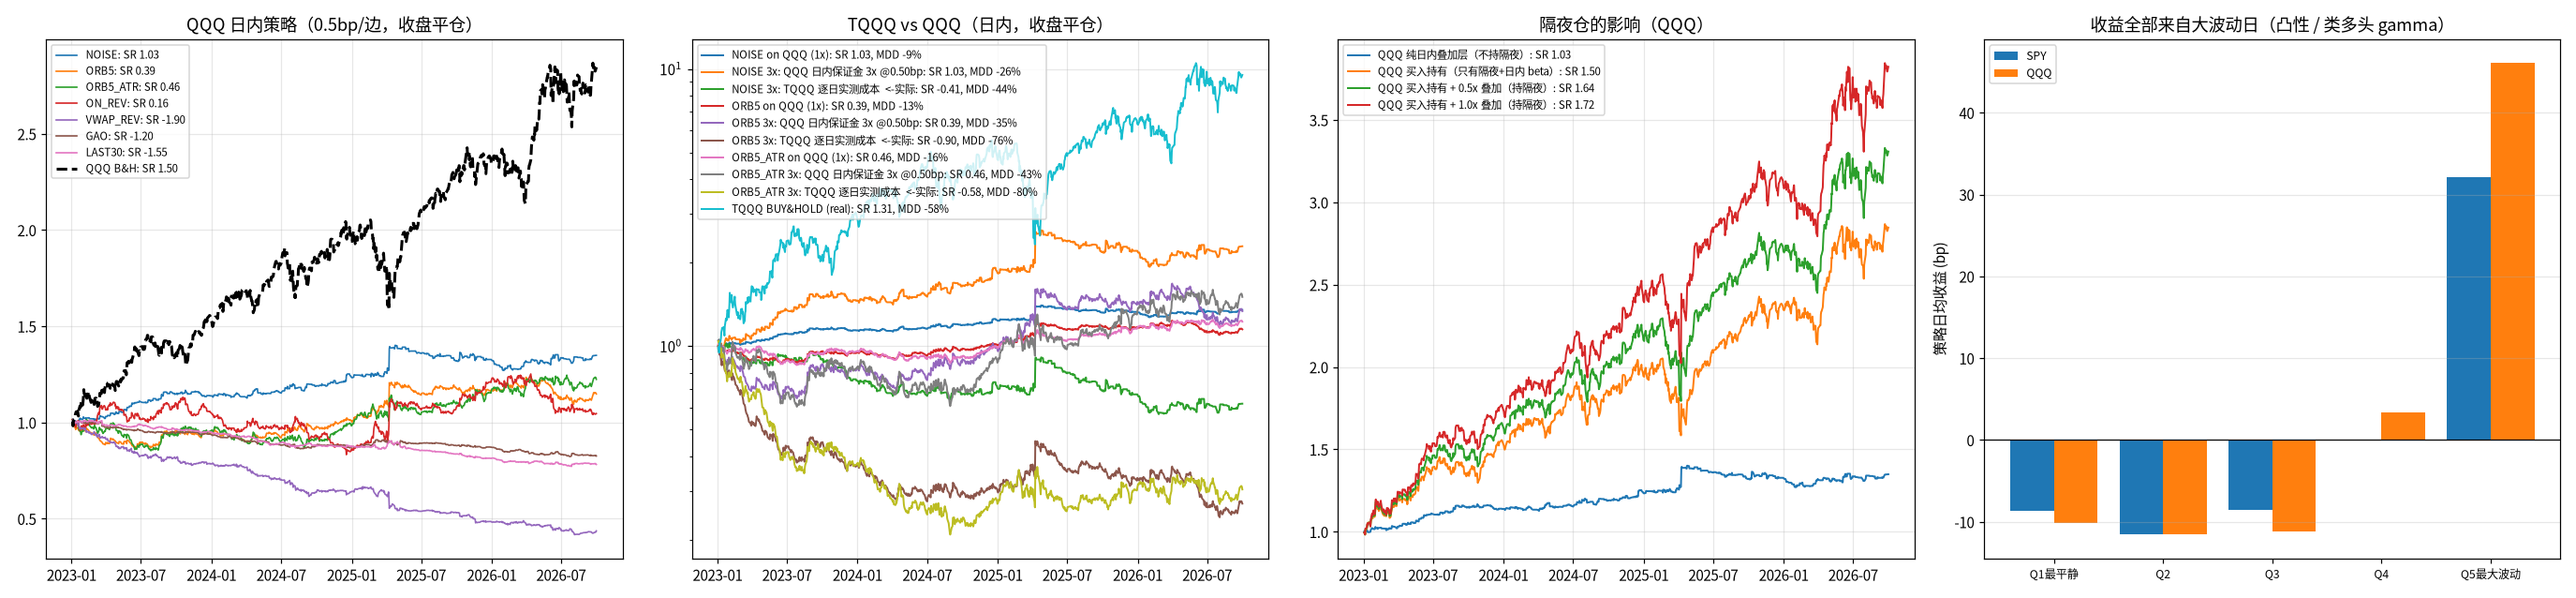 QQQ 日内策略（0.5bp/边，收盘平仓）
NOISE: SR 1.03
ORB5: SR 0.39
ORB5_ATR: SR 0.46
ON_REV: SR 0.16
VWAP_REV: SR -1.90
GAO: SR -1.20
LAST30: SR -1.55
QQQ B&H: SR 1.50
2.5
2.0
1.5
1.0
0.5
2023-01 2023-07 2024-01 2024-07 2025-01 2025-07 2026-01 2026-07
TQQQ vs QQQ（日内，收盘平仓）
NOISE on QQQ (1x): SR 1.03, MDD -9%
NOISE 3x: QQQ 日内保证金 3x @0.50bp: SR 1.03, MDD -26%
NOISE 3x: TQQQ 逐日实测成本 <-实际: SR -0.41, MDD -44%
ORB5 on QQQ (1x): SR 0.39, MDD -13%
ORB5 3x: QQQ 日内保证金 3x @0.50bp: SR 0.39, MDD -35%
ORB5 3x: TQQQ 逐日实测成本 <-实际: SR -0.90, MDD -76%
ORB5_ATR on QQQ (1x): SR 0.46, MDD -16%
ORB5_ATR 3x: QQQ 日内保证金 3x @0.50bp: SR 0.46, MDD -43%
ORB5_ATR 3x: TQQQ 逐日实测成本 <-实际: SR -0.58, MDD -80%
TQQQ BUY&HOLD (real): SR 1.31, MDD -58%
10¹
10⁰
2023-01 2023-07 2024-01 2024-07 2025-01 2025-07 2026-01 2026-07
隔夜仓的影响（QQQ）
QQQ 纯日内叠加层（不持隔夜）: SR 1.03
QQQ 买入持有（只有隔夜+日内 beta）: SR 1.50
QQQ 买入持有 + 0.5x 叠加（持隔夜）: SR 1.64
QQQ 买入持有 + 1.0x 叠加（持隔夜）: SR 1.72
3.5
3.0
2.5
2.0
1.5
1.0
2023-01 2023-07 2024-01 2024-07 2025-01 2025-07 2026-01 2026-07
收益全部来自大波动日（凸性 / 类多头 gamma）
SPY
QQQ
策略日均收益 (bp)
40
30
20
10
0
-10
Q1最平静 Q2 Q3 Q4 Q5最大波动